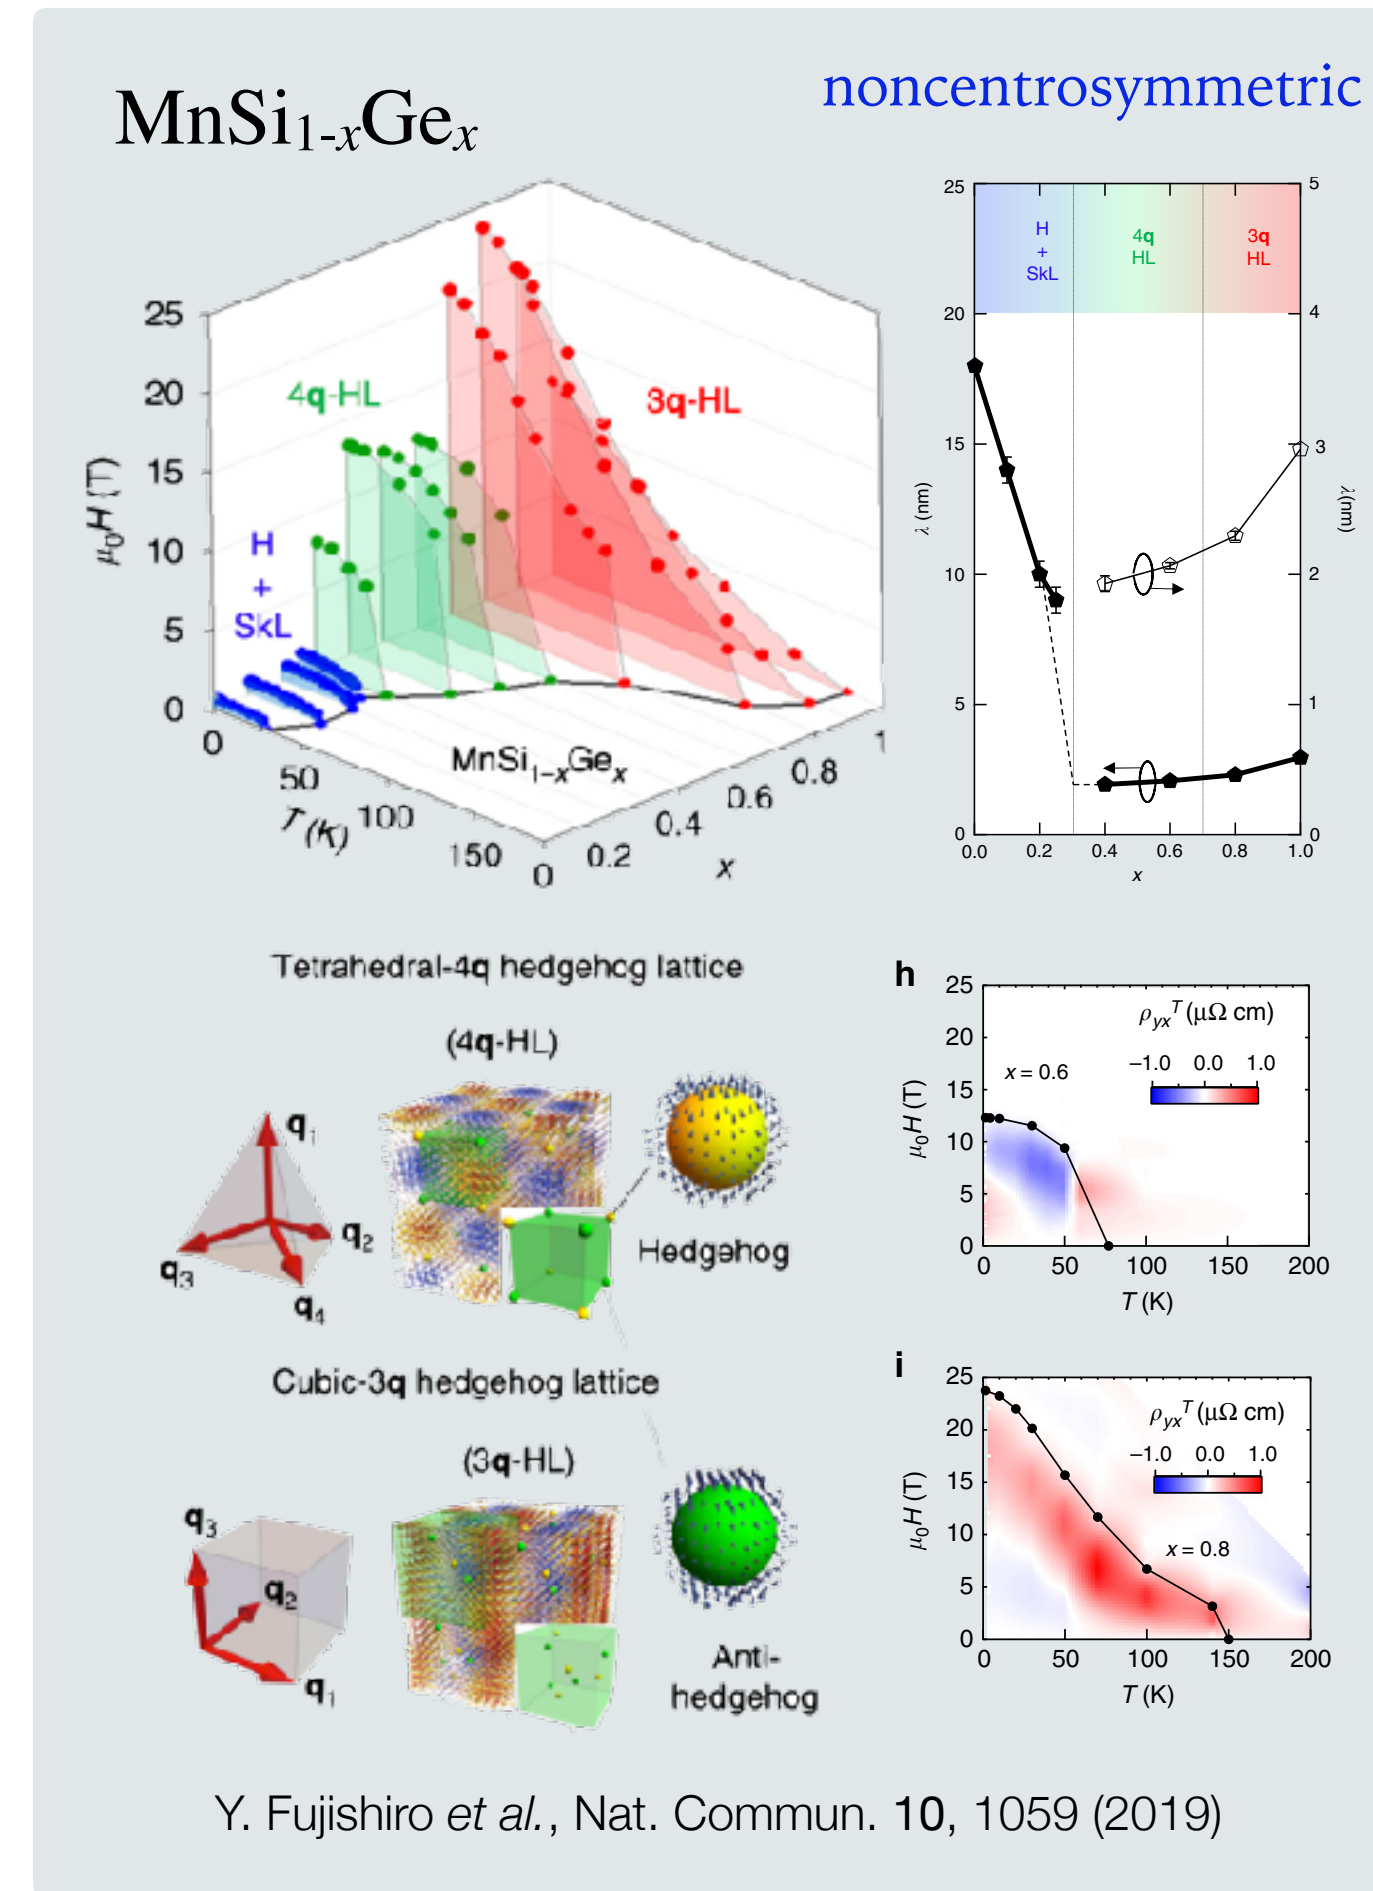 MnSi1-xGex
noncentrosymmetric
25
20
15
10
5
0
μ0H (T)
4q-HL
3q-HL
H
+
SkL
0
50
100
150
T (K)
MnSi1−xGex
0
0.2
0.4
0.6
0.8
1
x
25
20
15
10
5
0
λ (nm)
H
+
SkL
4q
HL
3q
HL
5
4
3
2
1
0
λ(nm)
0.0 0.2 0.4 0.6 0.8 1.0
x
Tetrahedral-4q hedgehog lattice
(4q-HL)
q1
q2
q3
q4
Hedgehog
Cubic-3q hedgehog lattice
(3q-HL)
q3
q2
q1
Anti-
hedgehog
h
25
20
15
10
5
0
μ0H (T)
ρyxT (μΩ cm)
−1.0 0.0 1.0
x = 0.6
0 50 100 150 200
T (K)
i
25
20
15
10
5
0
μ0H (T)
ρyxT (μΩ cm)
−1.0 0.0 1.0
x = 0.8
0 50 100 150 200
T (K)
Y. Fujishiro et al., Nat. Commun. 10, 1059 (2019)